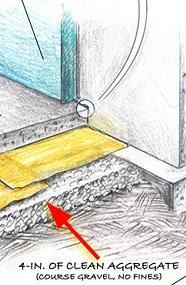 4-IN. OF CLEAN AGGREGATE
(COURSE GRAVEL, NO FINES)